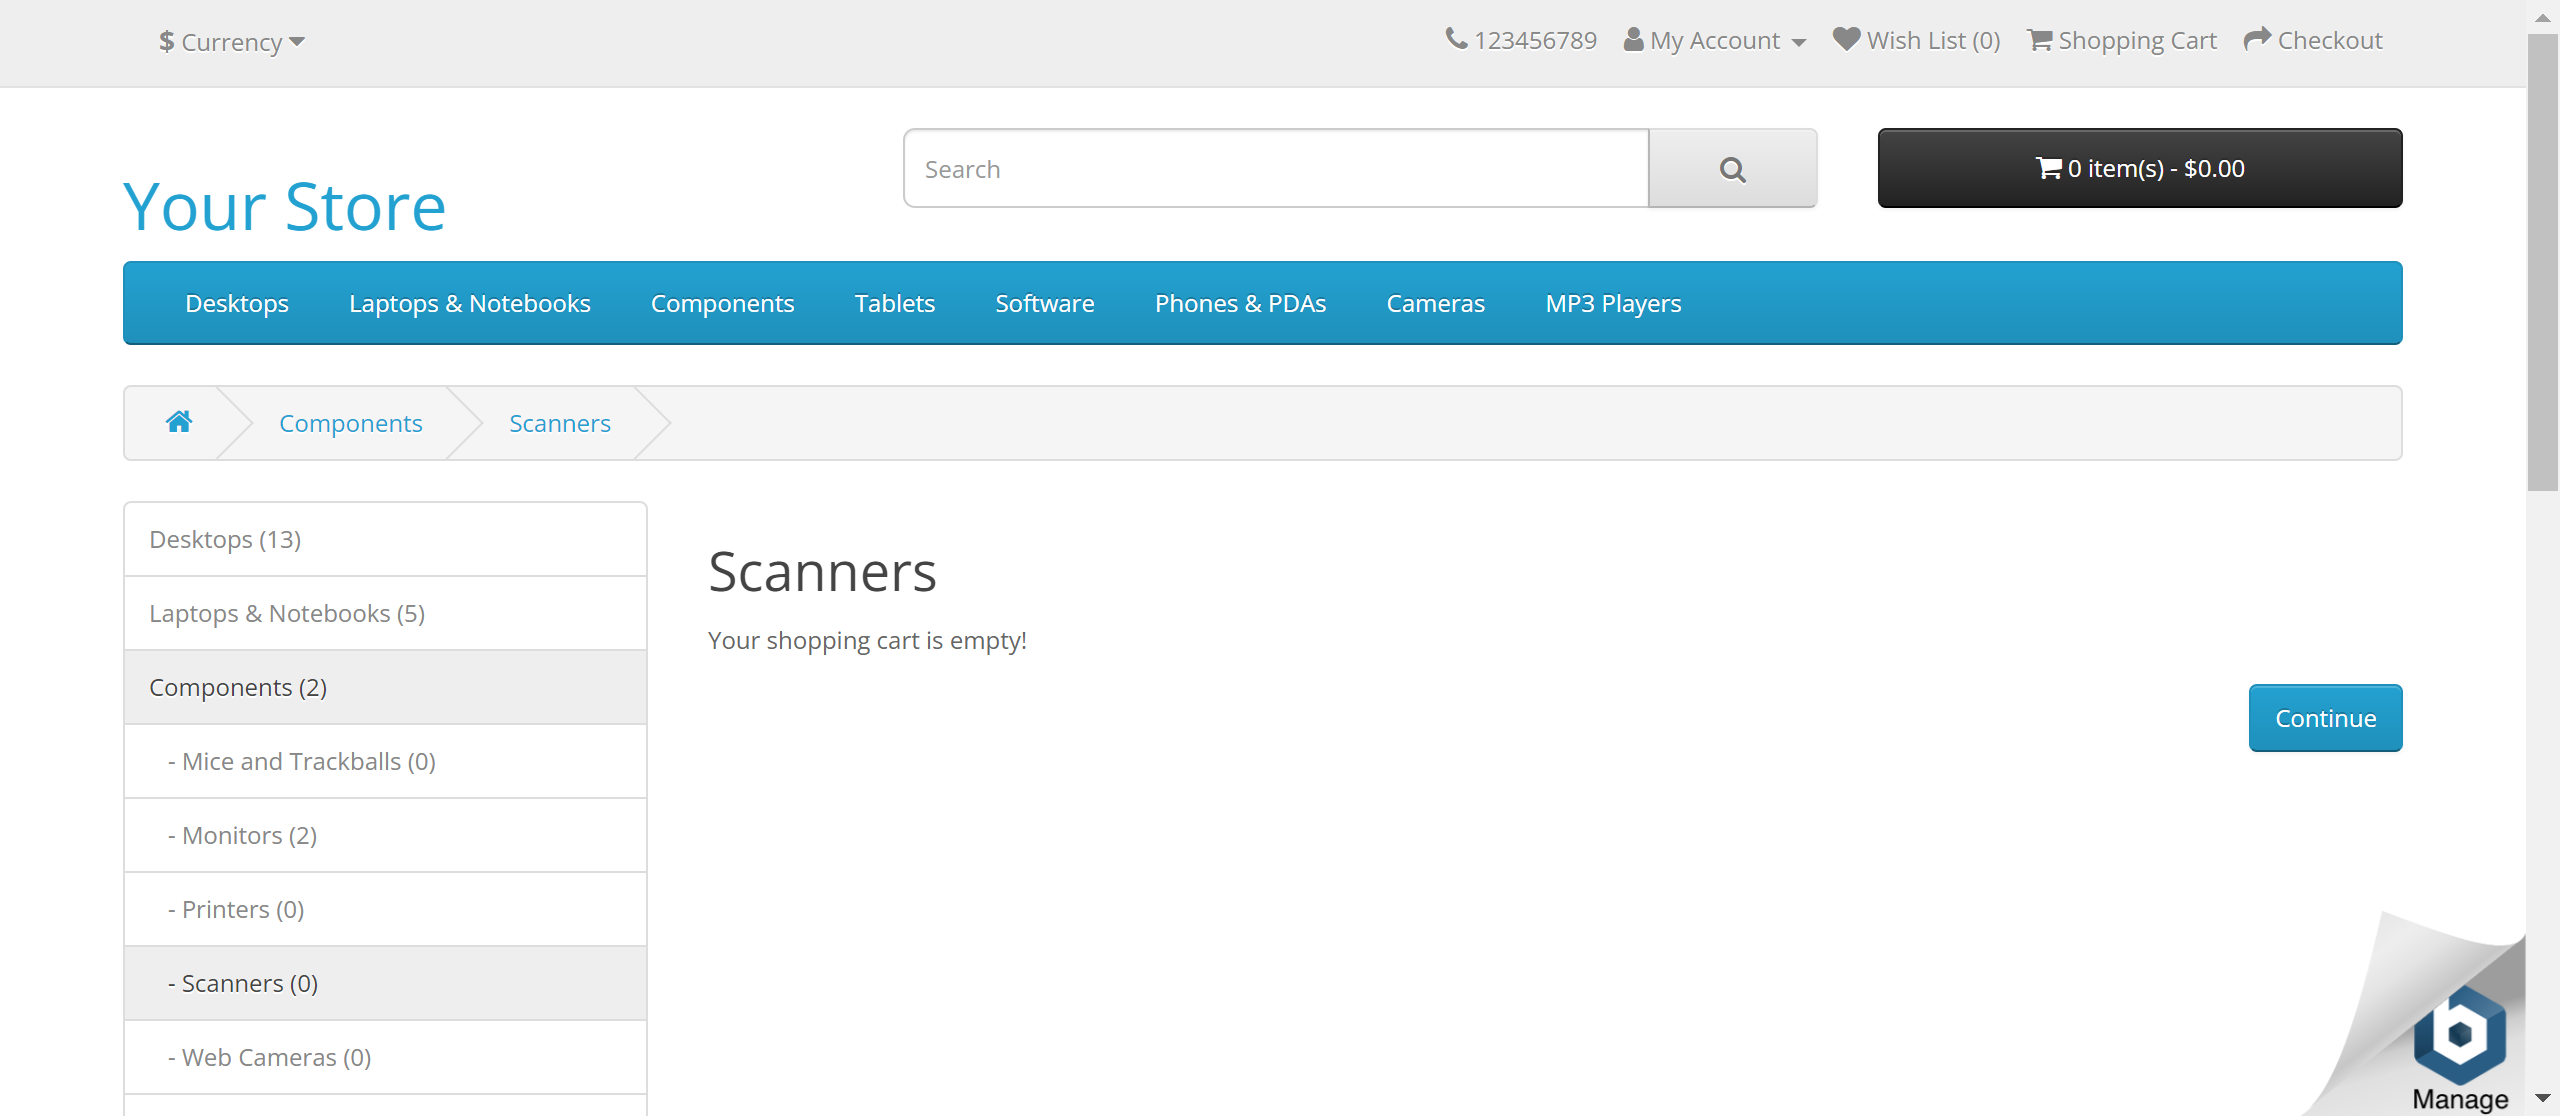 $ Currency
123456789 My Account Wish List (0) Shopping Cart Checkout
Your Store
Search
0 item(s) - $0.00
Desktops Laptops & Notebooks Components Tablets Software Phones & PDAs Cameras MP3 Players
Components Scanners
Desktops (13)
Laptops & Notebooks (5)
Components (2)
- Mice and Trackballs (0)
- Monitors (2)
- Printers (0)
- Scanners (0)
- Web Cameras (0)
Scanners
Your shopping cart is empty!
Continue
b
Manage